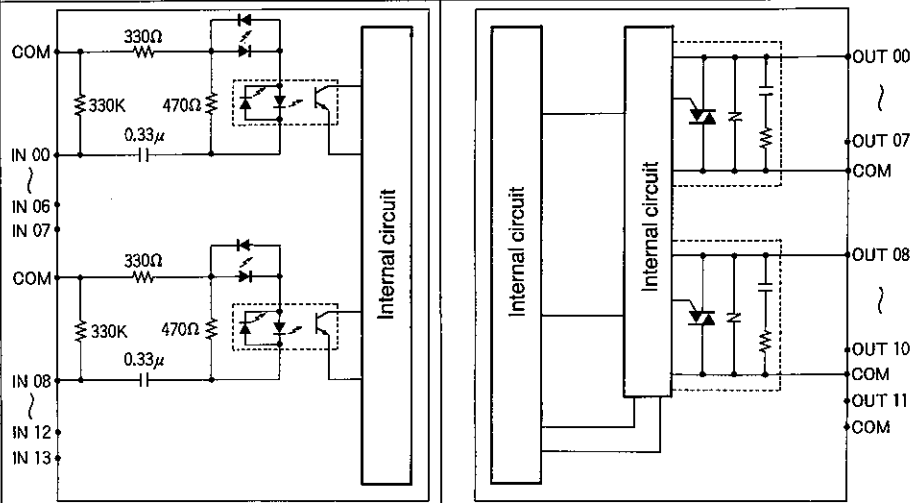 COM
330Ω
330K
470Ω
0.33μ
IN 00
IN 06
IN 07
COM
330Ω
330K
470Ω
0.33μ
IN 08
IN 12
IN 13
Internal circuit
Internal circuit
Internal circuit
OUT 00
OUT 07
COM
OUT 08
OUT 10
COM
OUT 11
COM